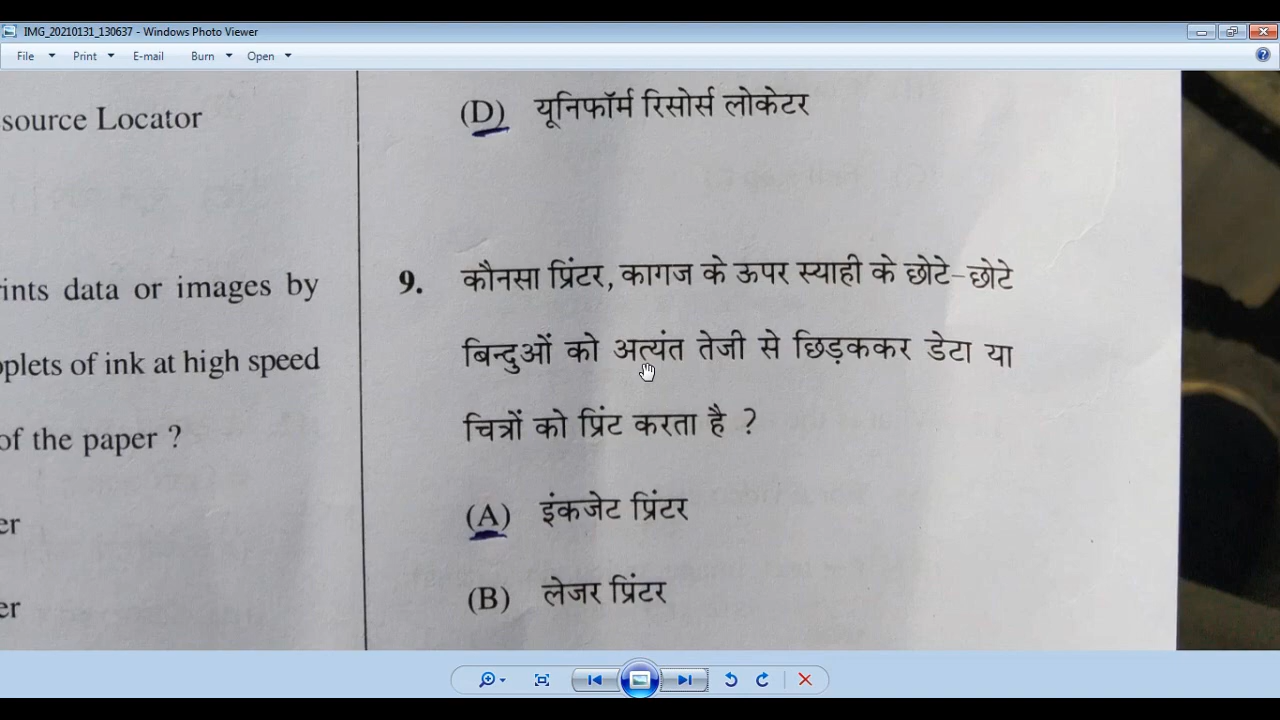 IMG_20210131_130637 - Windows Photo Viewer
File Print E-mail Burn Open
source Locator
(D) यूनिफॉर्म रिसोर्स लोकेटर
ints data or images by
plets of ink at high speed
of the paper ?
er
er
9. कौनसा प्रिंटर, कागज के ऊपर स्याही के छोटे-छोटे
बिन्दुओं को अत्यंत तेजी से छिड़ककर डेटा या
चित्रों को प्रिंट करता है ?
(A) इंकजेट प्रिंटर
(B) लेजर प्रिंटर